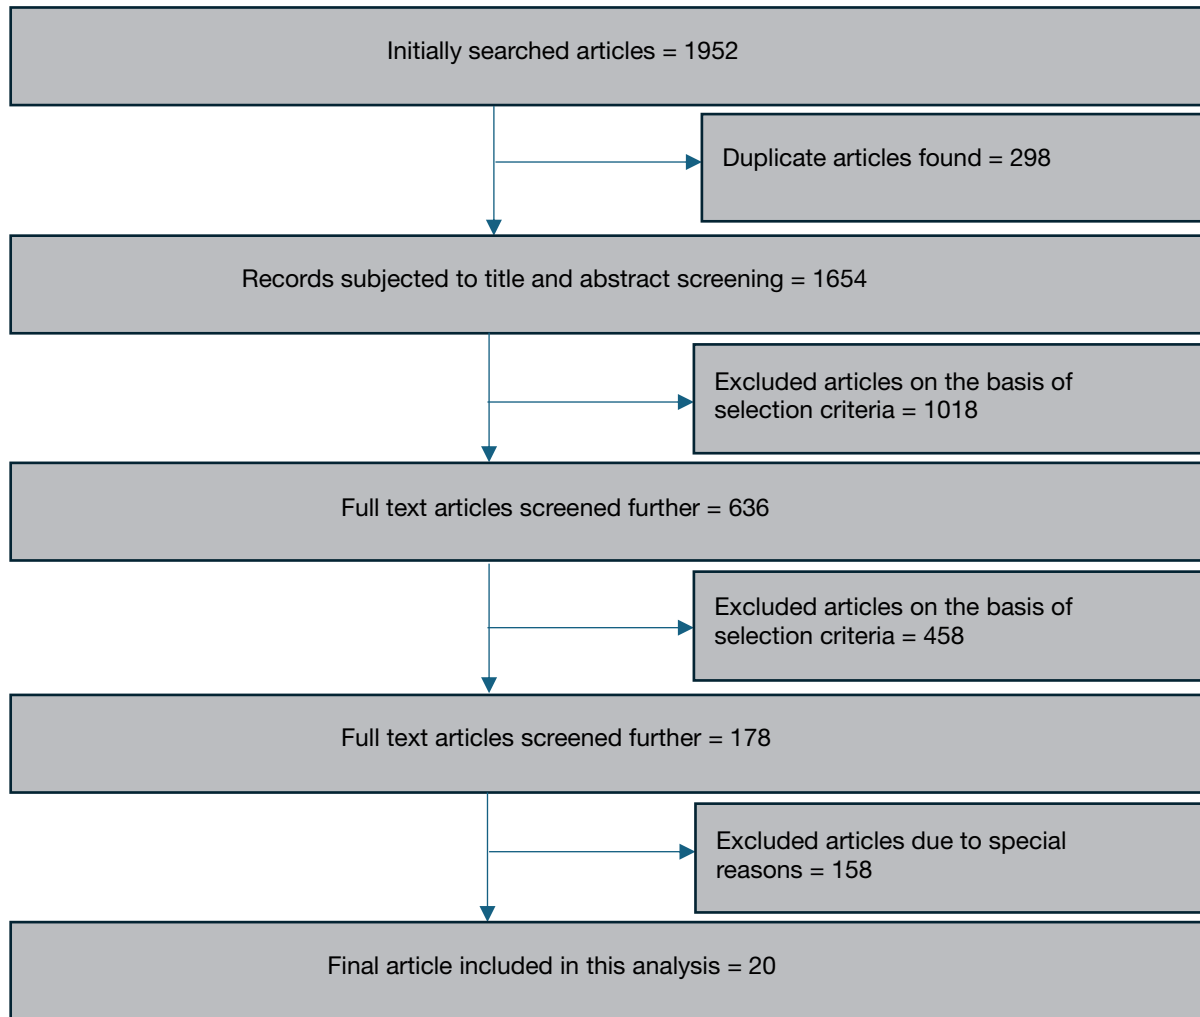 Initially searched articles = 1952
Duplicate articles found = 298
Records subjected to title and abstract screening = 1654
Excluded articles on the basis of
selection criteria = 1018
Full text articles screened further = 636
Excluded articles on the basis of
selection criteria = 458
Full text articles screened further = 178
Excluded articles due to special
reasons = 158
Final article included in this analysis = 20